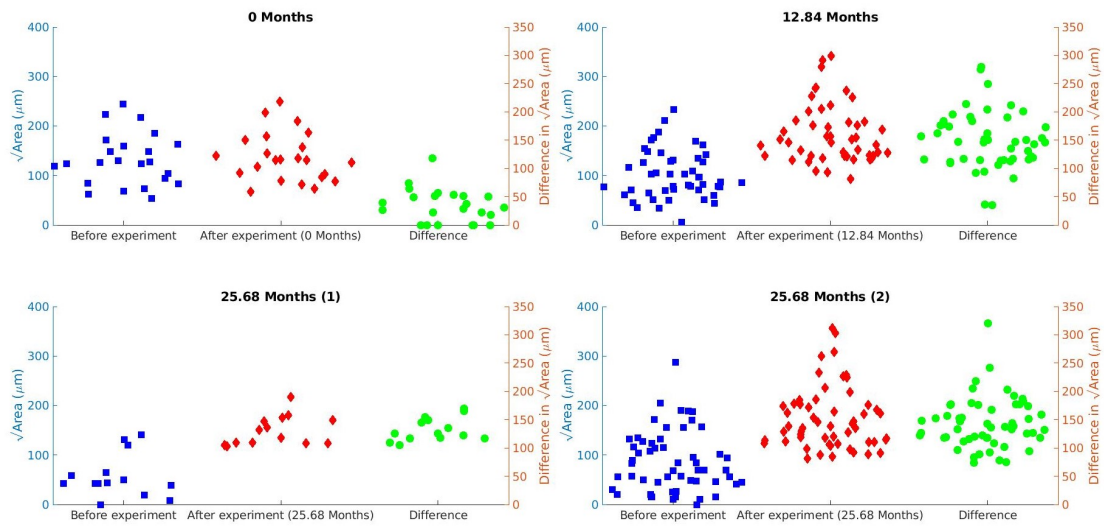 0 Months
400
300
200
100
0
√Area (μm)
350
300
250
200
150
100
50
0
Difference in √Area (μm)
Before experiment
After experiment (0 Months)
Difference
12.84 Months
400
300
200
100
0
√Area (μm)
350
300
250
200
150
100
50
0
Difference in √Area (μm)
Before experiment
After experiment (12.84 Months)
Difference
25.68 Months (1)
400
300
200
100
0
√Area (μm)
350
300
250
200
150
100
50
0
Difference in √Area (μm)
Before experiment
After experiment (25.68 Months)
Difference
25.68 Months (2)
400
300
200
100
0
√Area (μm)
350
300
250
200
150
100
50
0
Difference in √Area (μm)
Before experiment
After experiment (25.68 Months)
Difference